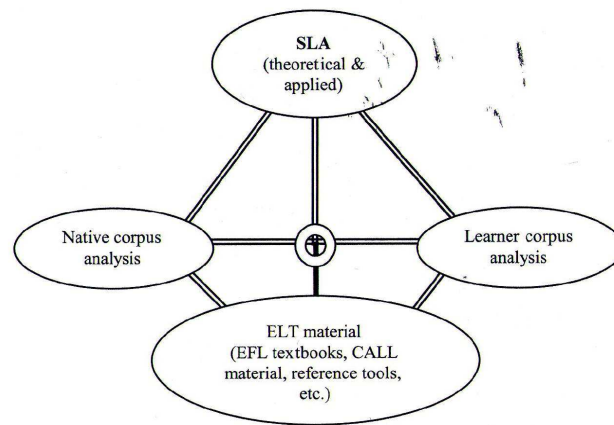 SLA
(theoretical &
applied)
Native corpus
analysis
Learner corpus
analysis
ELT material
(EFL textbooks, CALL
material, reference tools,
etc.)